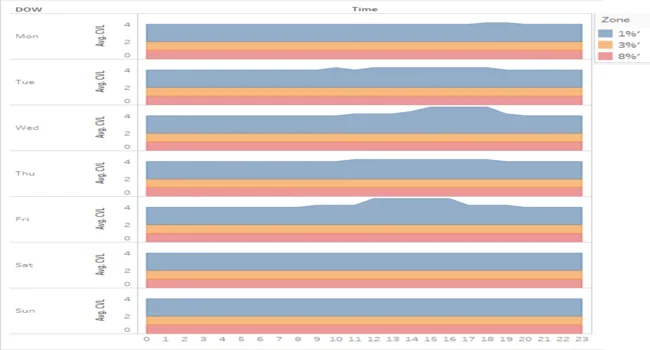 DOW Time
Zone
1%'
3%'
8%'
Mon Avg. CVL 4 2 0
Tue Avg. CVL 4 2 0
Wed Avg. CVL 4 2 0
Thu Avg. CVL 4 2 0
Fri Avg. CVL 4 2 0
Sat Avg. CVL 4 2 0
Sun Avg. CVL 4 2 0
0 1 2 3 4 5 6 7 8 9 10 11 12 13 14 15 16 17 18 19 20 21 22 23